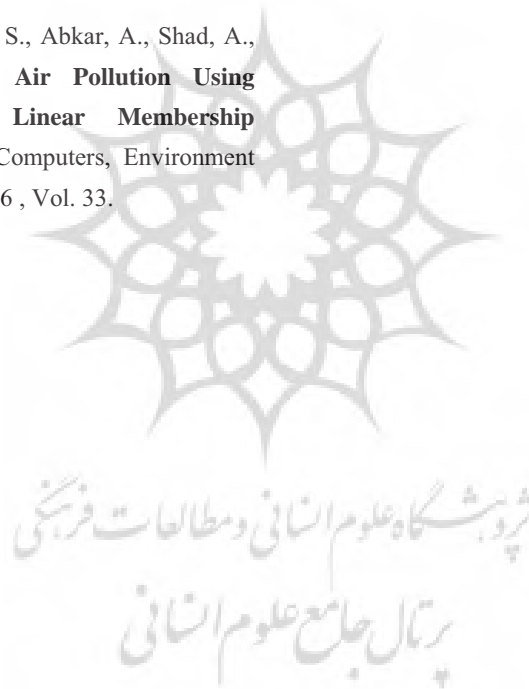 S., Abkar, A., Shad, A.,
Air Pollution Using
Linear Membership
Computers, Environment
6 , Vol. 33.
پژوهشگاه علوم انسانی و مطالعات فرهنگی
پرتال جامع علوم انسانی